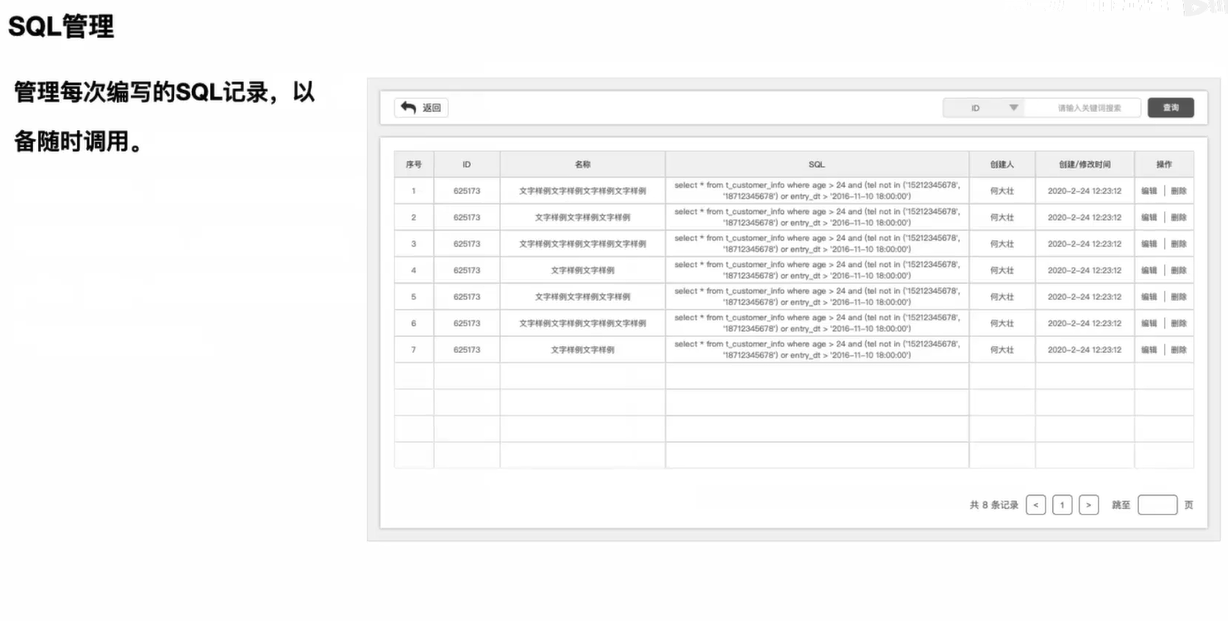 SQL管理
管理每次编写的SQL记录，以
备随时调用。
返回 ID 请输入关键词搜索 查询
序号 ID 名称 SQL 创建人 创建/修改时间 操作
1 625173 文字样例文字样例文字样例文字样例 select * from t_customer_info where age > 24 and (tel not in ('15212345678', 何大壮 2020-2-24 12:23:12 编辑 | 删除
'18712345678') or entry_dt > '2016-11-10 18:00:00')
2 625173 文字样例文字样例文字样例 select * from t_customer_info where age > 24 and (tel not in ('15212345678', 何大壮 2020-2-24 12:23:12 编辑 | 删除
'18712345678') or entry_dt > '2016-11-10 18:00:00')
3 625173 文字样例文字样例文字样例文字样例 select * from t_customer_info where age > 24 and (tel not in ('15212345678', 何大壮 2020-2-24 12:23:12 编辑 | 删除
'18712345678') or entry_dt > '2016-11-10 18:00:00')
4 625173 文字样例文字样例 select * from t_customer_info where age > 24 and (tel not in ('15212345678', 何大壮 2020-2-24 12:23:12 编辑 | 删除
'18712345678') or entry_dt > '2016-11-10 18:00:00')
5 625173 文字样例文字样例文字样例 select * from t_customer_info where age > 24 and (tel not in ('15212345678', 何大壮 2020-2-24 12:23:12 编辑 | 删除
'18712345678') or entry_dt > '2016-11-10 18:00:00')
6 625173 文字样例文字样例文字样例文字样例 select * from t_customer_info where age > 24 and (tel not in ('15212345678', 何大壮 2020-2-24 12:23:12 编辑 | 删除
'18712345678') or entry_dt > '2016-11-10 18:00:00')
7 625173 文字样例文字样例 select * from t_customer_info where age > 24 and (tel not in ('15212345678', 何大壮 2020-2-24 12:23:12 编辑 | 删除
'18712345678') or entry_dt > '2016-11-10 18:00:00')
共 8 条记录 < 1 > 跳至 页